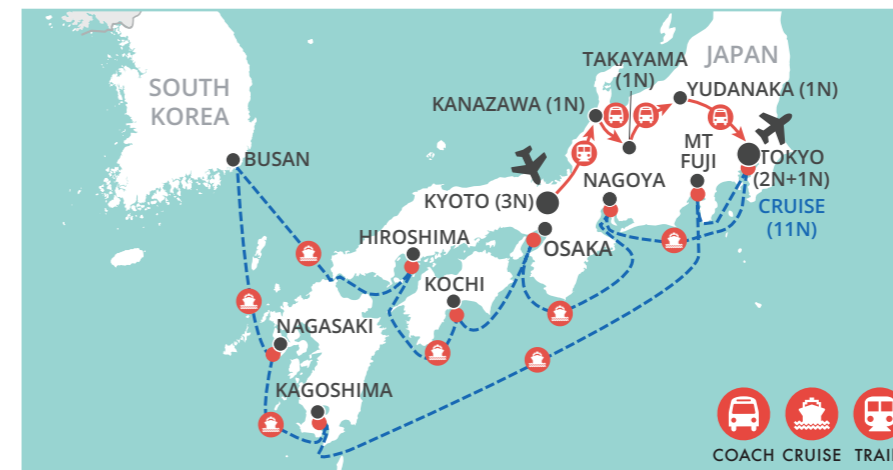 SOUTH
KOREA
JAPAN
TAKAYAMA
(1N)
KANAZAWA (1N)
YUDANAKA (1N)
BUSAN
MT
FUJI
TOKYO
(2N+1N)
NAGOYA
KYOTO (3N)
CRUISE
(11N)
HIROSHIMA
OSAKA
KOCHI
NAGASAKI
KAGOSHIMA
COACH CRUISE TRAI